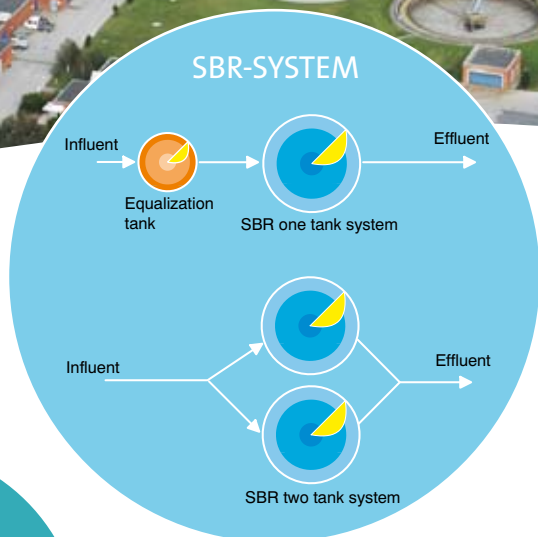 SBR-SYSTEM
Influent
Effluent
Equalization
tank
SBR one tank system
Influent
Effluent
SBR two tank system